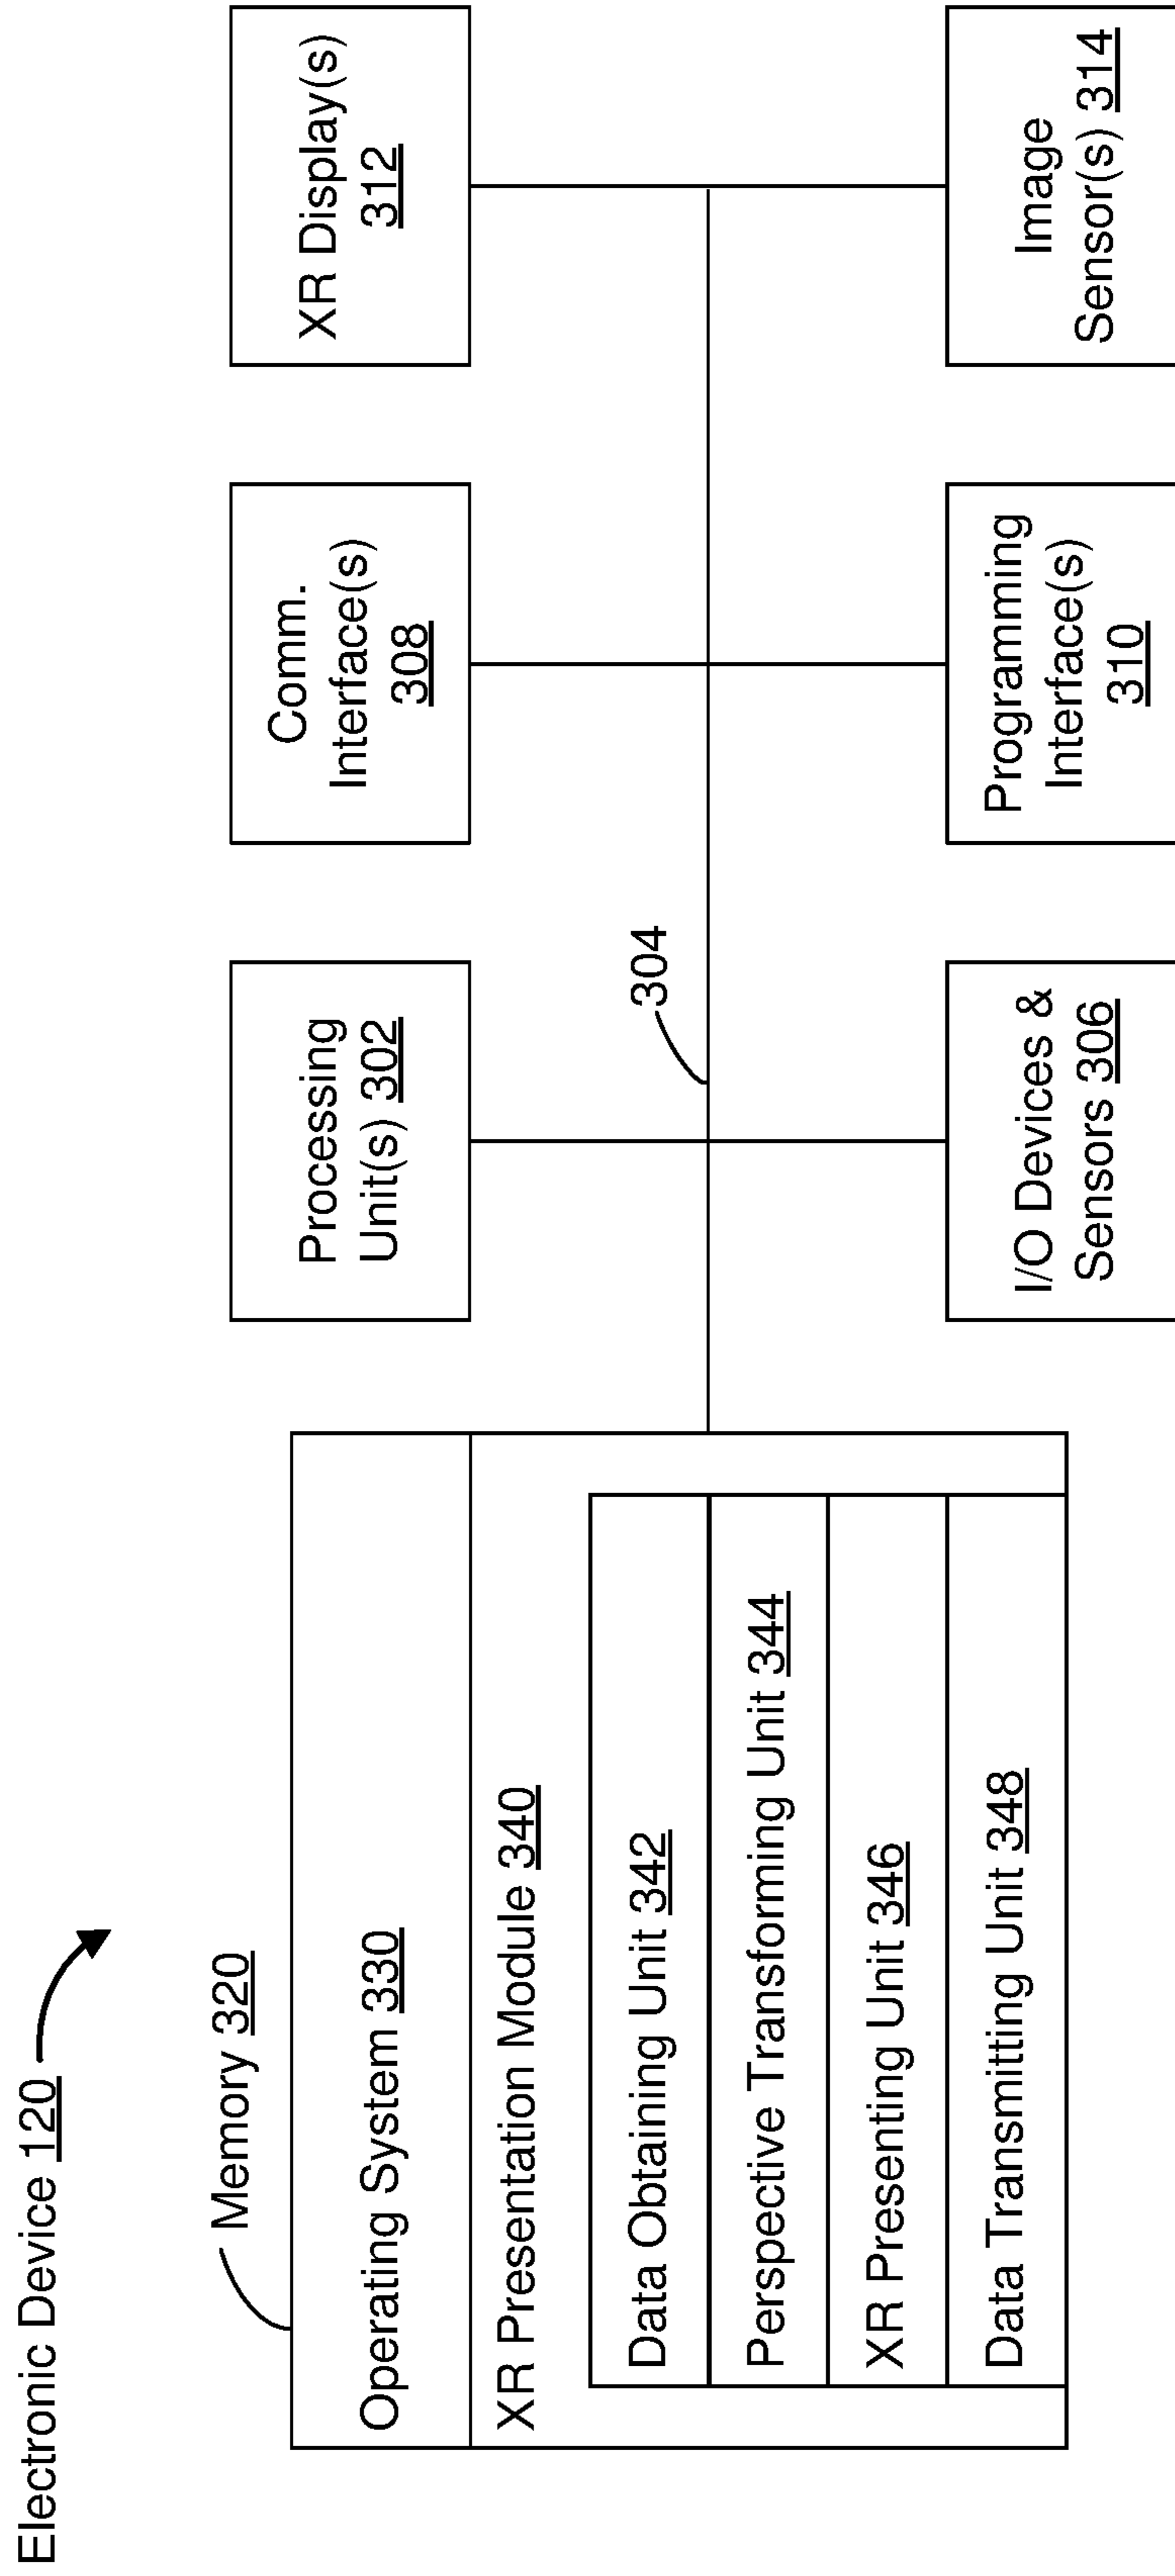 Electronic Device 120
Memory 320
Operating System 330
XR Presentation Module 340
Data Obtaining Unit 342
Perspective Transforming Unit 344
XR Presenting Unit 346
Data Transmitting Unit 348
Processing
Unit(s) 302
Comm.
Interface(s)
308
XR Display(s)
312
304
I/O Devices &
Sensors 306
Programming
Interface(s)
310
Image
Sensor(s) 314